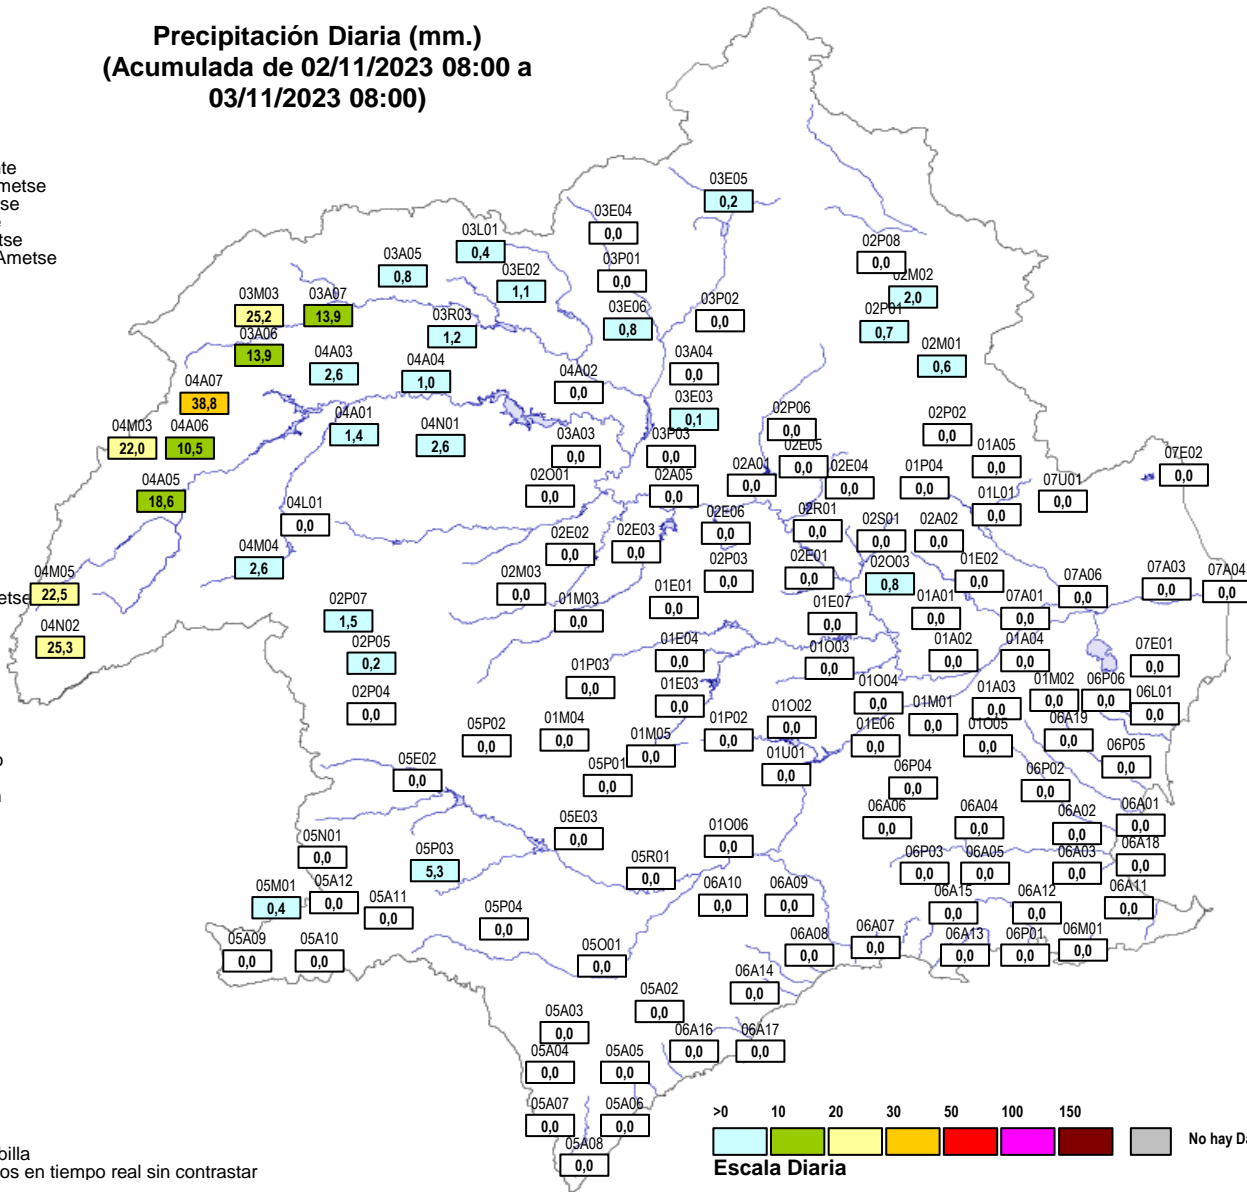 Precipitación Diaria (mm.)
(Acumulada de 02/11/2023 08:00 a
03/11/2023 08:00)
03E05
0,2
03E04
0,0
03L01
0,4
03A05
0,8
03P01
0,0
03E02
1,1
02P08
0,0
02M02
2,0
03M03
25,2
03A07
13,9
03R03
1,2
03E06
0,8
03P02
0,0
02P01
0,7
03A06
13,9
04A03
2,6
04A04
1,0
04A02
0,0
03A04
0,0
02M01
0,6
04A07
38,8
03E03
0,1
04M03
22,0
04A06
10,5
04A01
1,4
04N01
2,6
03A03
0,0
03P03
0,0
02P06
0,0
02P02
0,0
02E05
0,0
01A05
0,0
07E02
0,0
04A05
18,6
02O01
0,0
02A05
0,0
02A01
0,0
02E04
0,0
01P04
0,0
07U01
0,0
04L01
0,0
01L01
0,0
02E02
0,0
02E03
0,0
02E06
0,0
02R01
0,0
02S01
0,0
02A02
0,0
04M04
2,6
02P03
0,0
02E01
0,0
02O03
0,8
01E02
0,0
04M05
22,5
02M03
0,0
01M03
0,0
01E01
0,0
01E07
0,0
01A01
0,0
07A01
0,0
07A06
0,0
07A03
0,0
07A04
0,0
04N02
25,3
02P07
1,5
02P05
0,2
01E04
0,0
01O03
0,0
01A02
0,0
01A04
0,0
07E01
0,0
02P04
0,0
01P03
0,0
01E03
0,0
01O04
0,0
01A03
0,0
01M02
0,0
06P06
0,0
06L01
0,0
05P02
0,0
01M04
0,0
01M05
0,0
01P02
0,0
01O02
0,0
01E06
0,0
01M01
0,0
01O05
0,0
06A19
0,0
06P05
0,0
05E02
0,0
05P01
0,0
01U01
0,0
06P04
0,0
06P02
0,0
05E03
0,0
01O06
0,0
06A06
0,0
06A04
0,0
06A02
0,0
06A01
0,0
05N01
0,0
05P03
5,3
05R01
0,0
06P03
0,0
06A05
0,0
06A03
0,0
06A18
0,0
05M01
0,4
05A12
0,0
05A11
0,0
05P04
0,0
06A10
0,0
06A09
0,0
06A15
0,0
06A12
0,0
06A11
0,0
05A09
0,0
05A10
0,0
05O01
0,0
06A08
0,0
06A07
0,0
06A13
0,0
06P01
0,0
06M01
0,0
05A02
0,0
06A14
0,0
05A03
0,0
06A16
0,0
06A17
0,0
05A04
0,0
05A05
0,0
05A07
0,0
05A06
0,0
05A08
0,0
>0 10 20 30 50 100 150
No hay
Escala Diaria
os en tiempo real sin contrastar